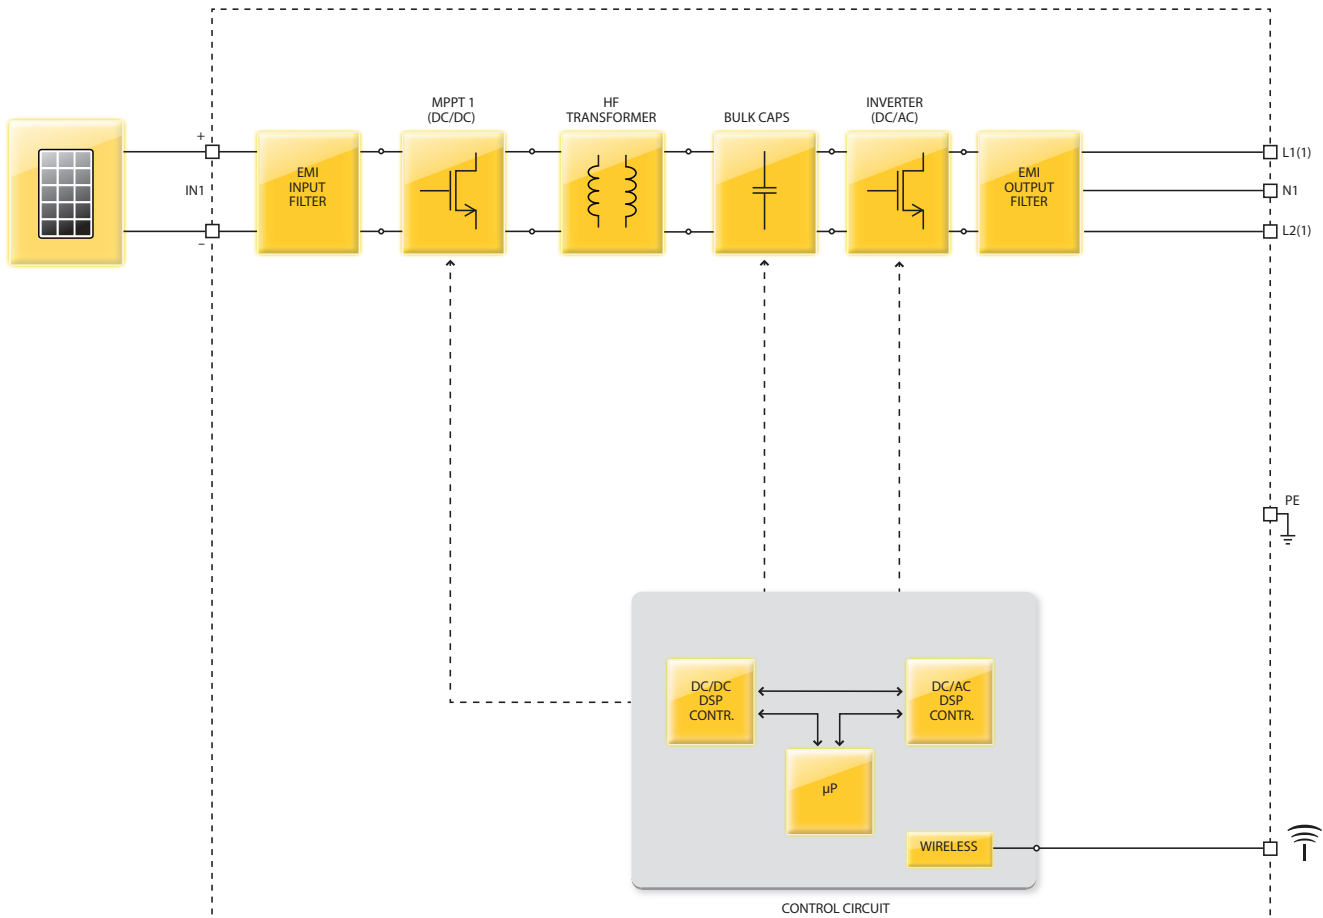 MPPT 1
(DC/DC)
HF
TRANSFORMER
BULK CAPS
INVERTER
(DC/AC)
+
IN1
–
EMI
INPUT
FILTER
EMI
OUTPUT
FILTER
L1(1)
N1
L2(1)
PE
DC/DC
DSP
CONTR.
DC/AC
DSP
CONTR.
µP
WIRELESS
CONTROL CIRCUIT